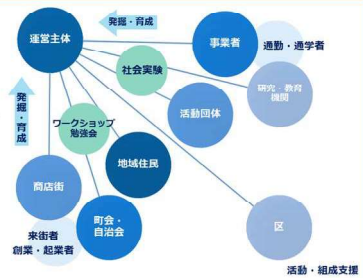 発掘・育成
運営主体
事業者
通勤・通学者
社会実験
研究・教育
機関
発掘・育成
活動団体
ワークショップ
勉強会
地域住民
商店街
町会・
自治会
区
来街者
創業・起業者
活動・組成支援